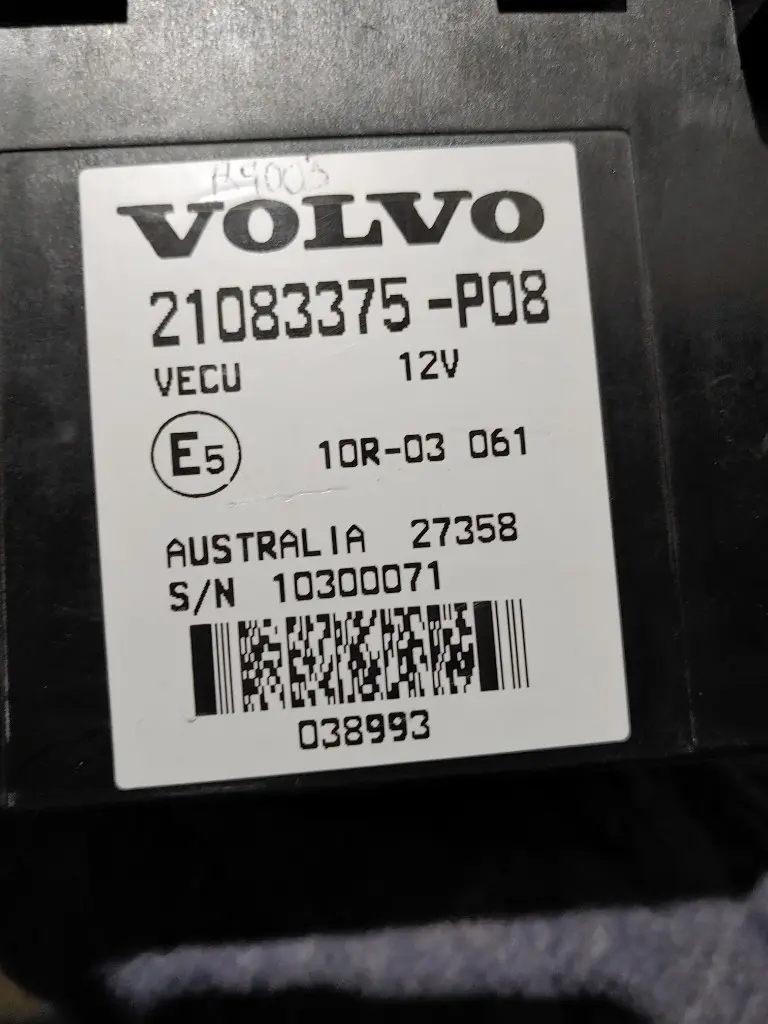 VOLVO
21083375-P08
VECU 12V
E5 10R-03 061
AUSTRALIA 27358
S/N 10300071
038993